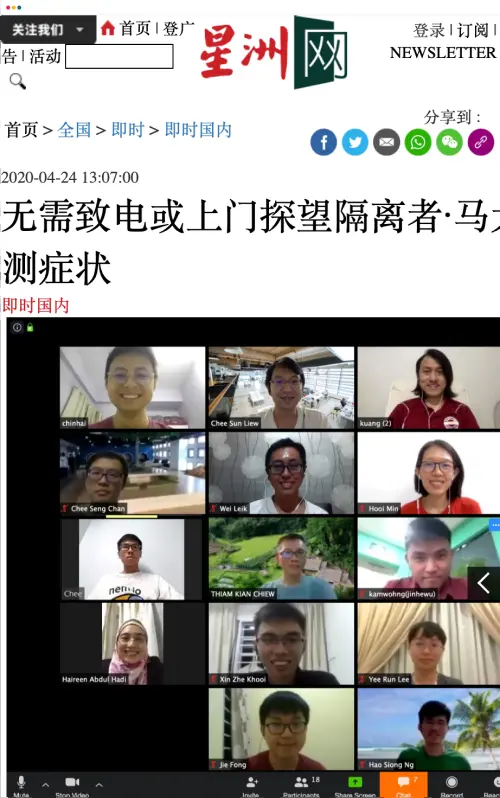 关注我们
首页 | 登广
告 | 活动
星洲网
登录 | 订阅 |
NEWSLETTER
首页 > 全国 > 即时 > 即时国内
分享到 :
2020-04-24 13:07:00
无需致电或上门探望隔离者·马
测症状
即时国内
chinhai
Chee Sun Liew
kuang (2)
Chee Seng Chan
Wei Leik
Hooi Min
Chee
THIAM KIAN CHIEW
kamwohng(jinhewu)
Haireen Abdul Hadi
Xin Zhe Khooi
Yee Run Lee
Jie Fong
Hao Siong Ng
18
7
Mute
Stop Video
Invite
Participants
Share Screen
Chat
Record